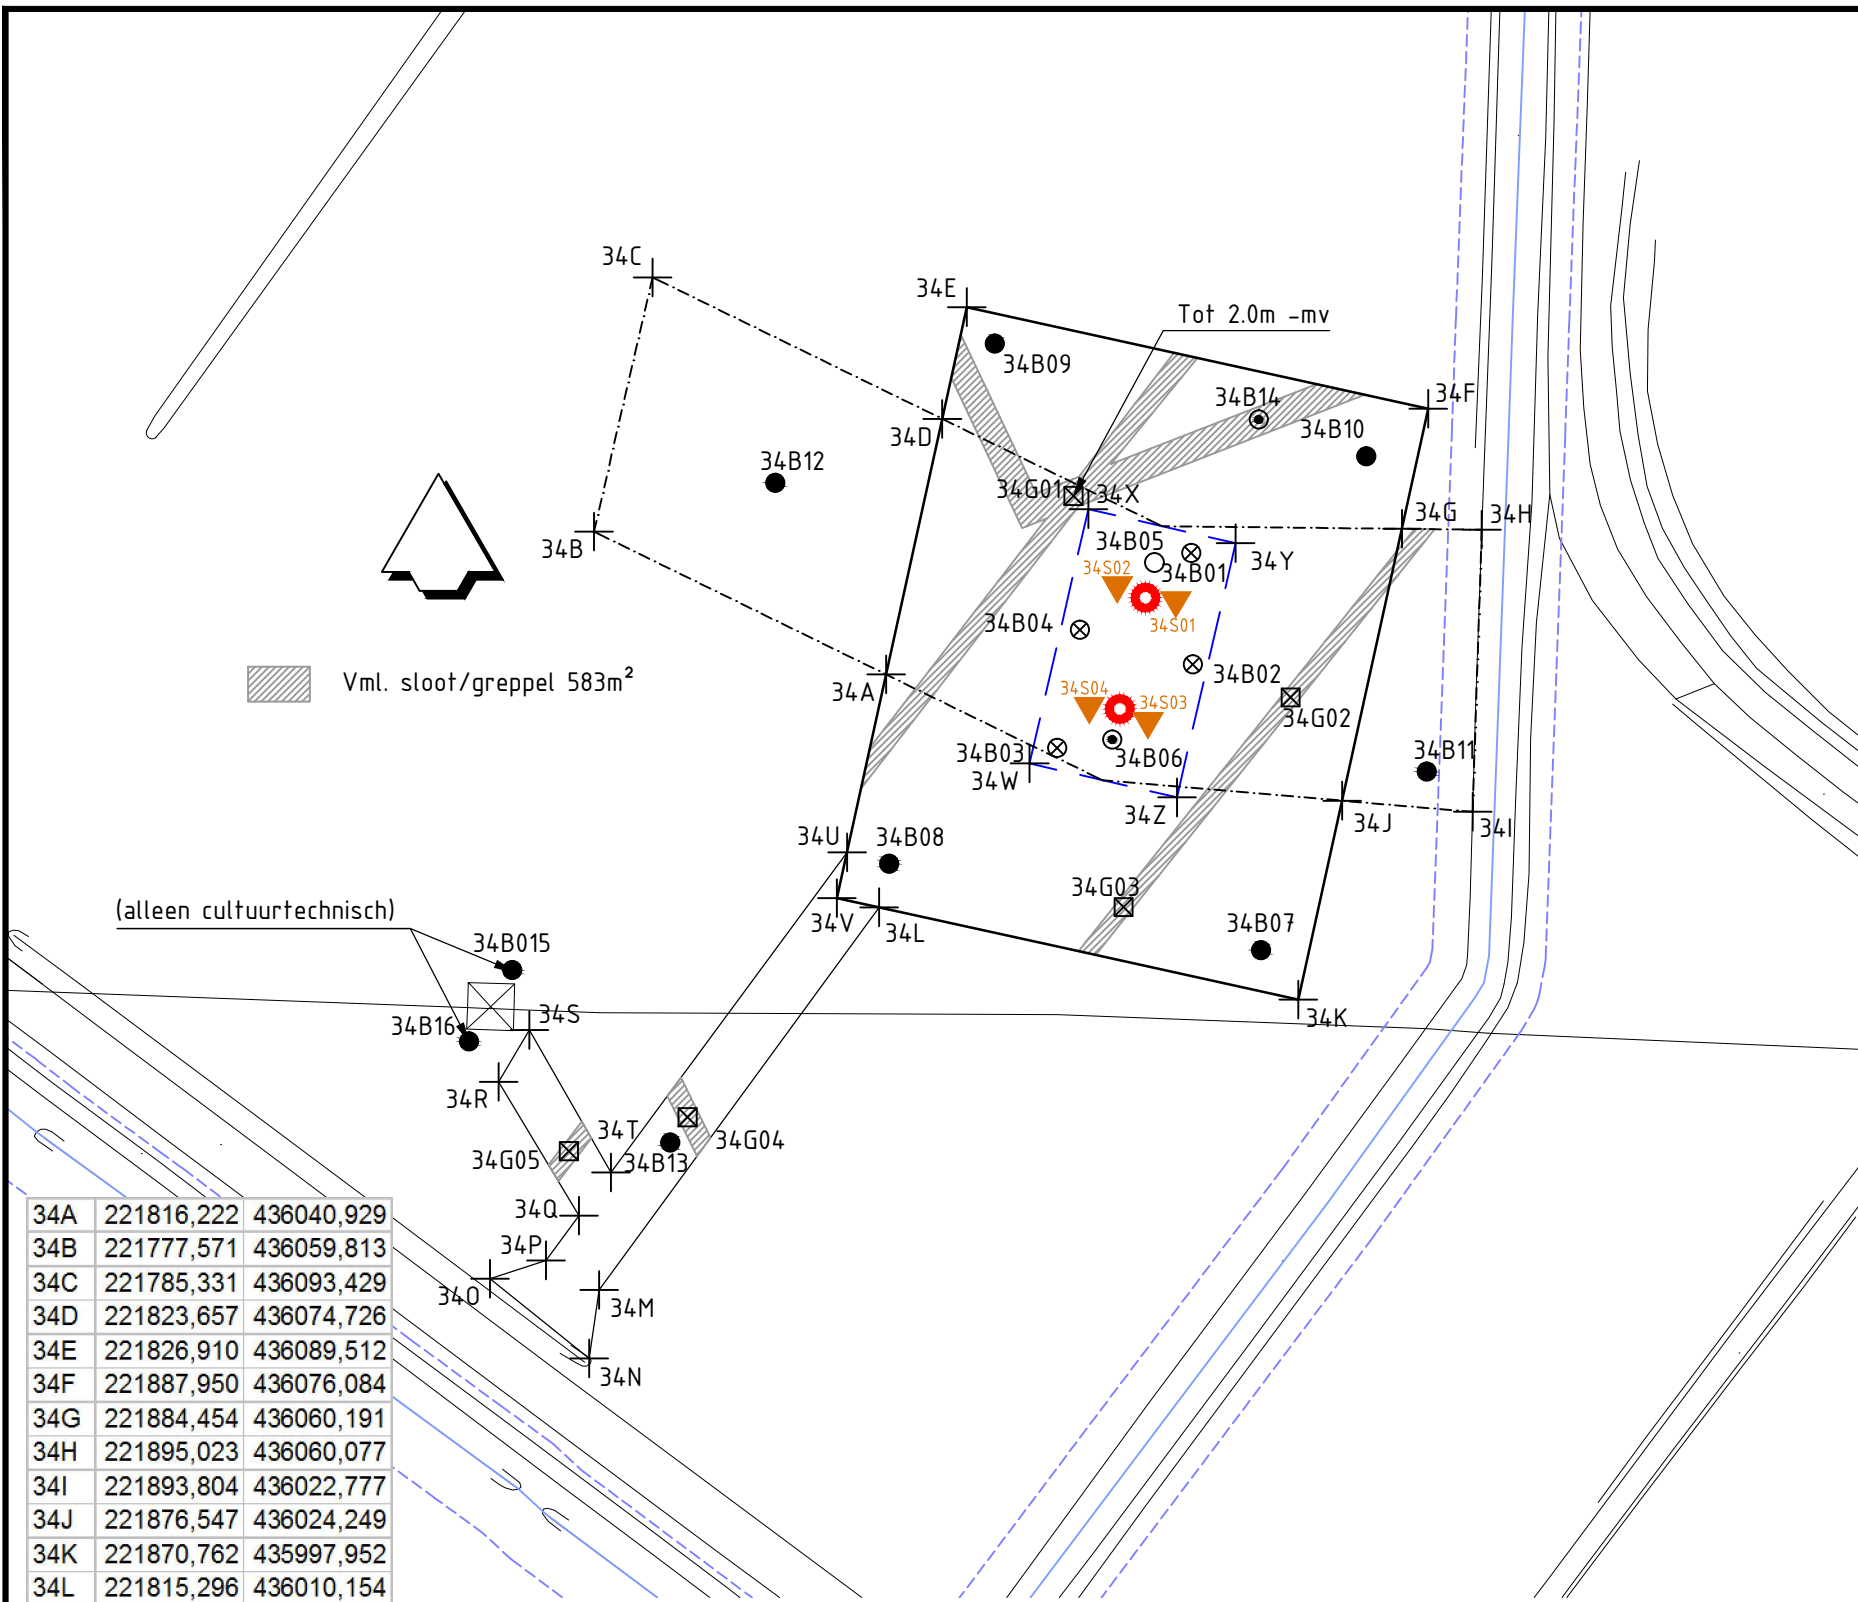 34C
34E
Tot 2.0m -mv
34B09
34F
34B14
34D
34B10
34B12
34G01
34X
34G
34H
34B
34B05
34Y
34S02
34B01
34S01
34B04
Vml. sloot/greppel 583m²
34A
34B02
34S04
34S03
34G02
34B03
34B06
34B11
34W
34Z
34J
34I
34U
34B08
34G03
(alleen cultuurtechnisch)
34V
34L
34B07
34B015
34B16
34S
34K
34R
34T
34G04
34G05
34B13
34Q
34P
34O
34M
34N
34A 221816,222 436040,929
34B 221777,571 436059,813
34C 221785,331 436093,429
34D 221823,657 436074,726
34E 221826,910 436089,512
34F 221887,950 436076,084
34G 221884,454 436060,191
34H 221895,023 436060,077
34I 221893,804 436022,777
34J 221876,547 436024,249
34K 221870,762 435997,952
34L 221815,296 436010,154